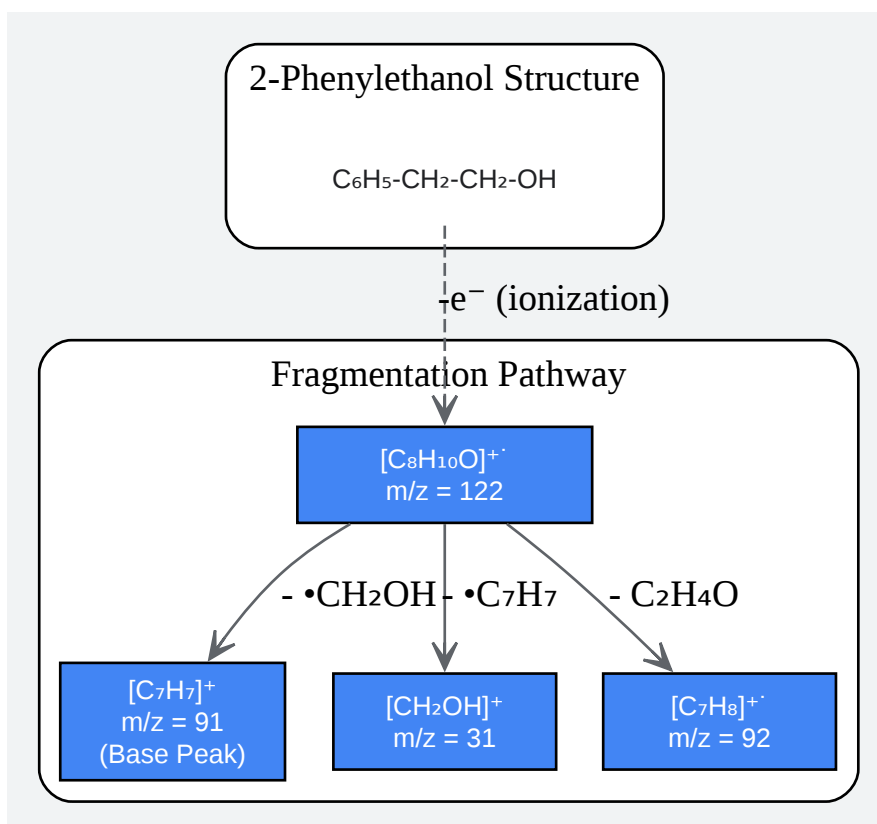 2-Phenylethanol Structure
C₆H₅-CH₂-CH₂-OH
-e⁻ (ionization)
Fragmentation Pathway
[C₈H₁₀O]⁺˙
m/z = 122
- •CH₂OH
- •C₇H₇
- C₂H₄O
[C₇H₇]⁺
m/z = 91
(Base Peak)
[CH₂OH]⁺
m/z = 31
[C₇H₈]⁺˙
m/z = 92